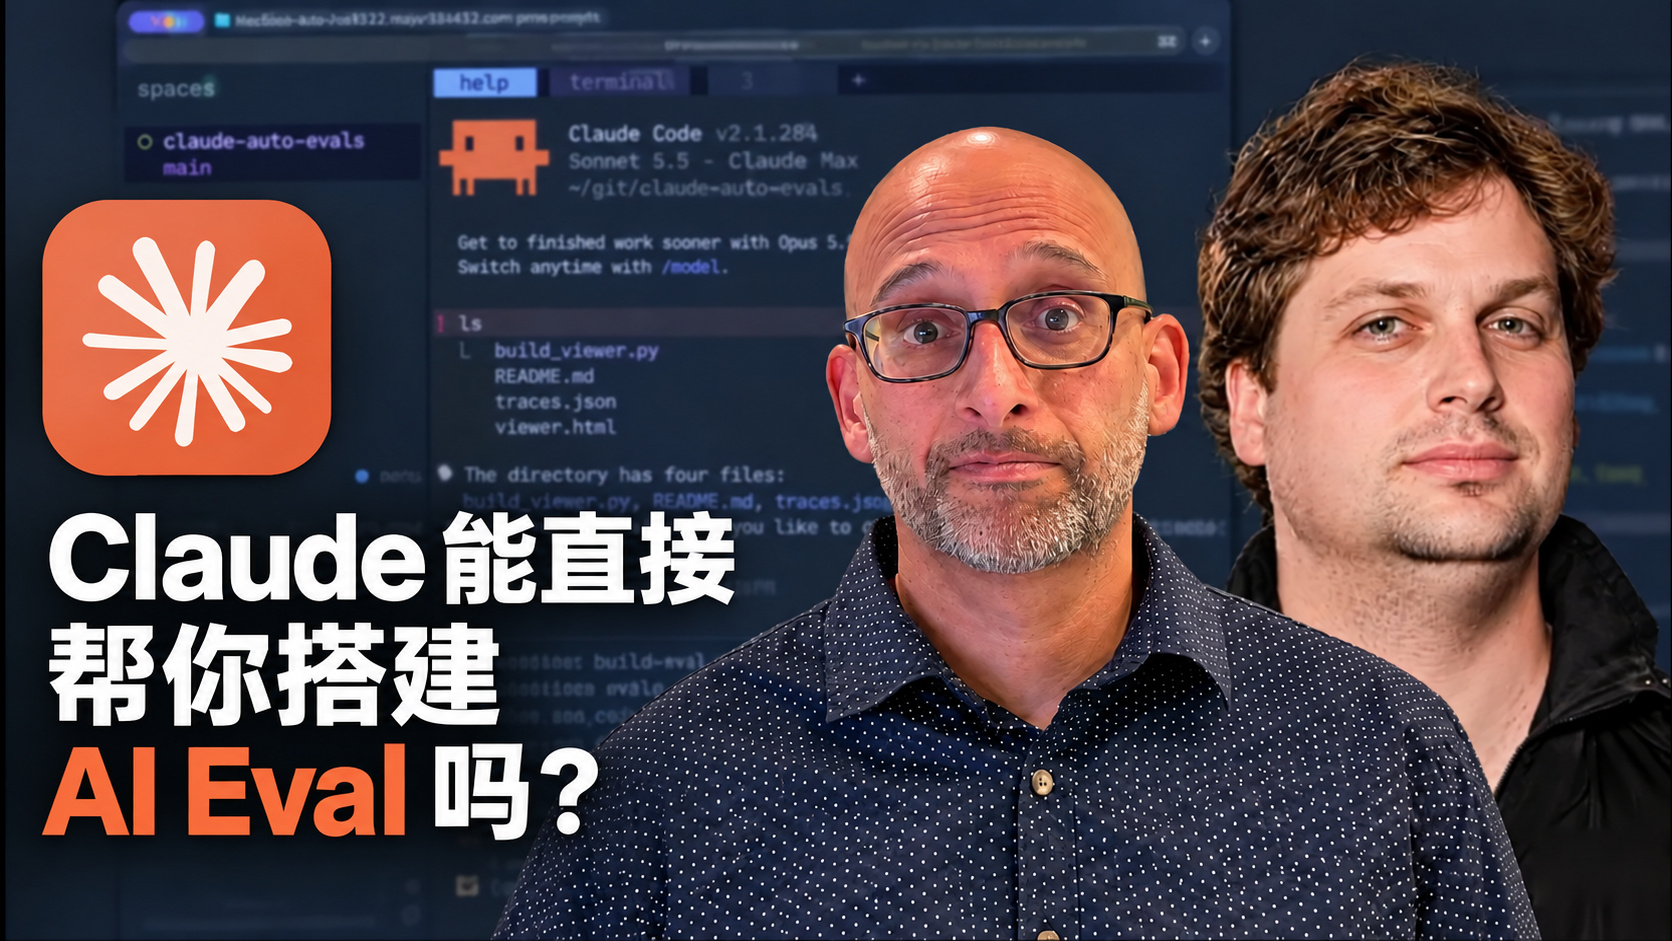 spaces
claude-auto-evals
main
help
terminal
3
+
Claude Code v2.1.284
Sonnet 5.5 - Claude Max
~/git/claude-auto-evals
Get to finished work sooner with Opus 5.
Switch anytime with /model.
ls
build_viewer.py
README.md
traces.json
viewer.html
The directory has four files:
build_viewer.py, README.md, traces.json
you like to
Claude 能直接
帮你搭建
AI Eval 吗?